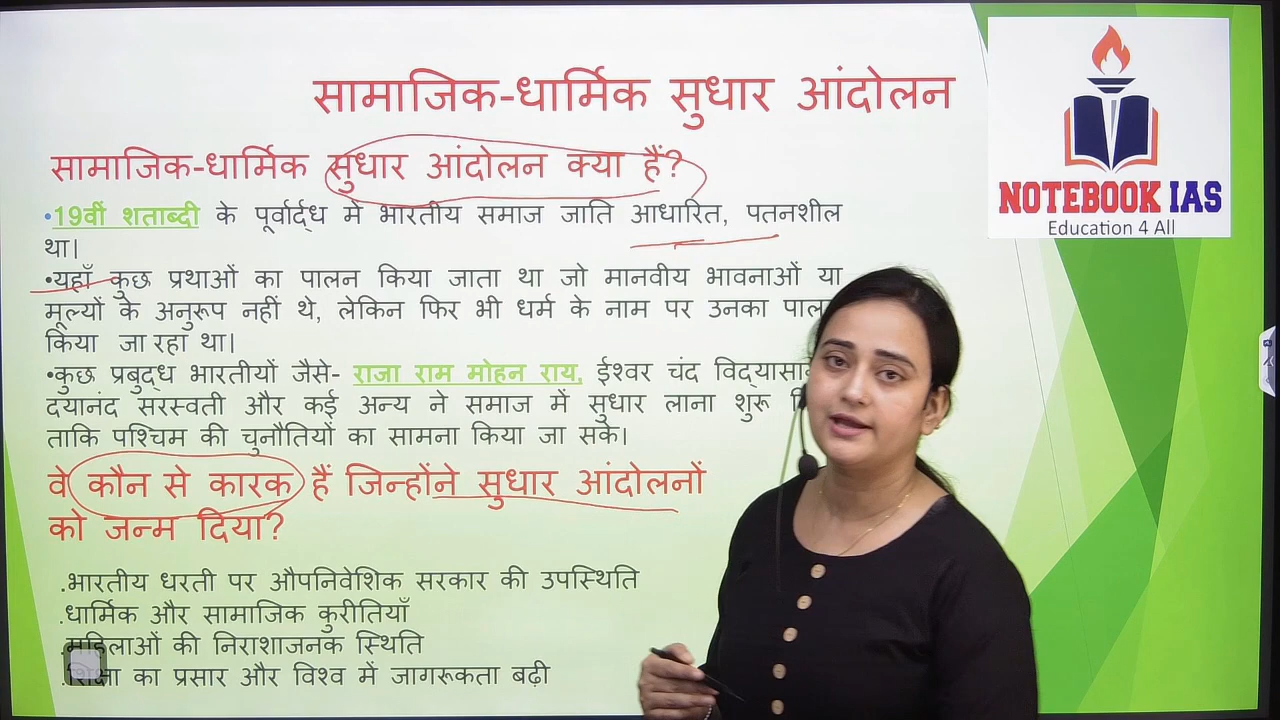 सामाजिक-धार्मिक सुधार आंदोलन
NOTEBOOK IAS
Education 4 All
सामाजिक-धार्मिक सुधार आंदोलन क्या हैं?
•19वीं शताब्दी के पूर्वार्द्ध में भारतीय समाज जाति आधारित, पतनशील
था।
•यहाँ कुछ प्रथाओं का पालन किया जाता था जो मानवीय भावनाओं या
मूल्यों के अनुरूप नहीं थे, लेकिन फिर भी धर्म के नाम पर उनका
किया जा रहा था।
•कुछ प्रबुद्ध भारतीयों जैसे- राजा राम मोहन राय, ईश्वर चंद
दयानंद सरस्वती और कई अन्य ने समाज में सुधार लाना शुरू
ताकि पश्चिम की चुनौतियों का सामना किया जा सके।
वे कौन से कारक हैं जिन्होंने सुधार आंदोलनों
को जन्म दिया?
.भारतीय धरती पर औपनिवेशिक सरकार की उपस्थिति
.धार्मिक और सामाजिक कुरीतियाँ
.महिलाओं की निराशाजनक स्थिति
.शिक्षा का प्रसार और विश्व में जागरूकता बढ़ी